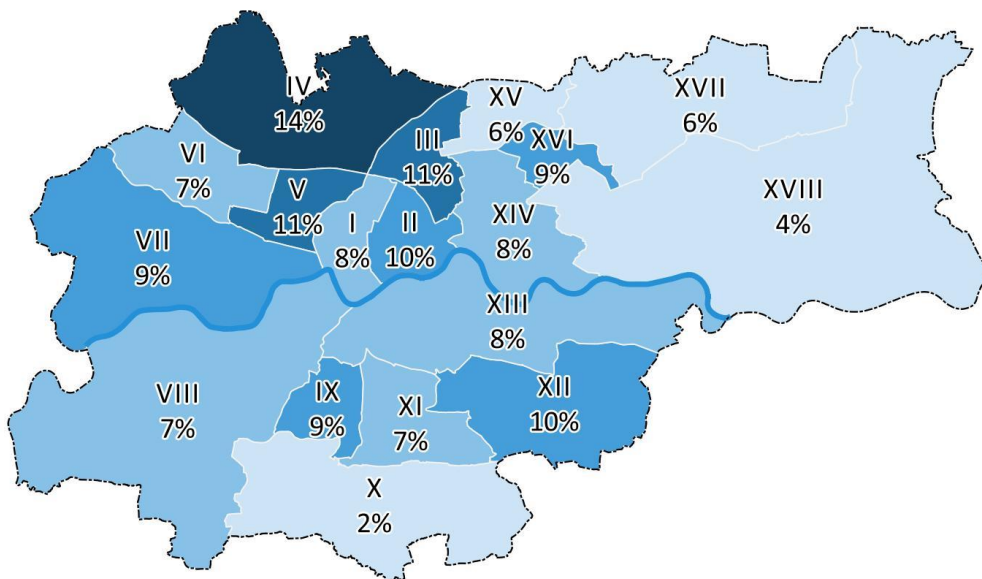 IV
14%
XV
6%
XVII
6%
III
11%
XVI
9%
VI
7%
V
11%
I
8%
II
10%
XIV
8%
XVIII
4%
VII
9%
XIII
8%
VIII
7%
IX
9%
XI
7%
XII
10%
X
2%